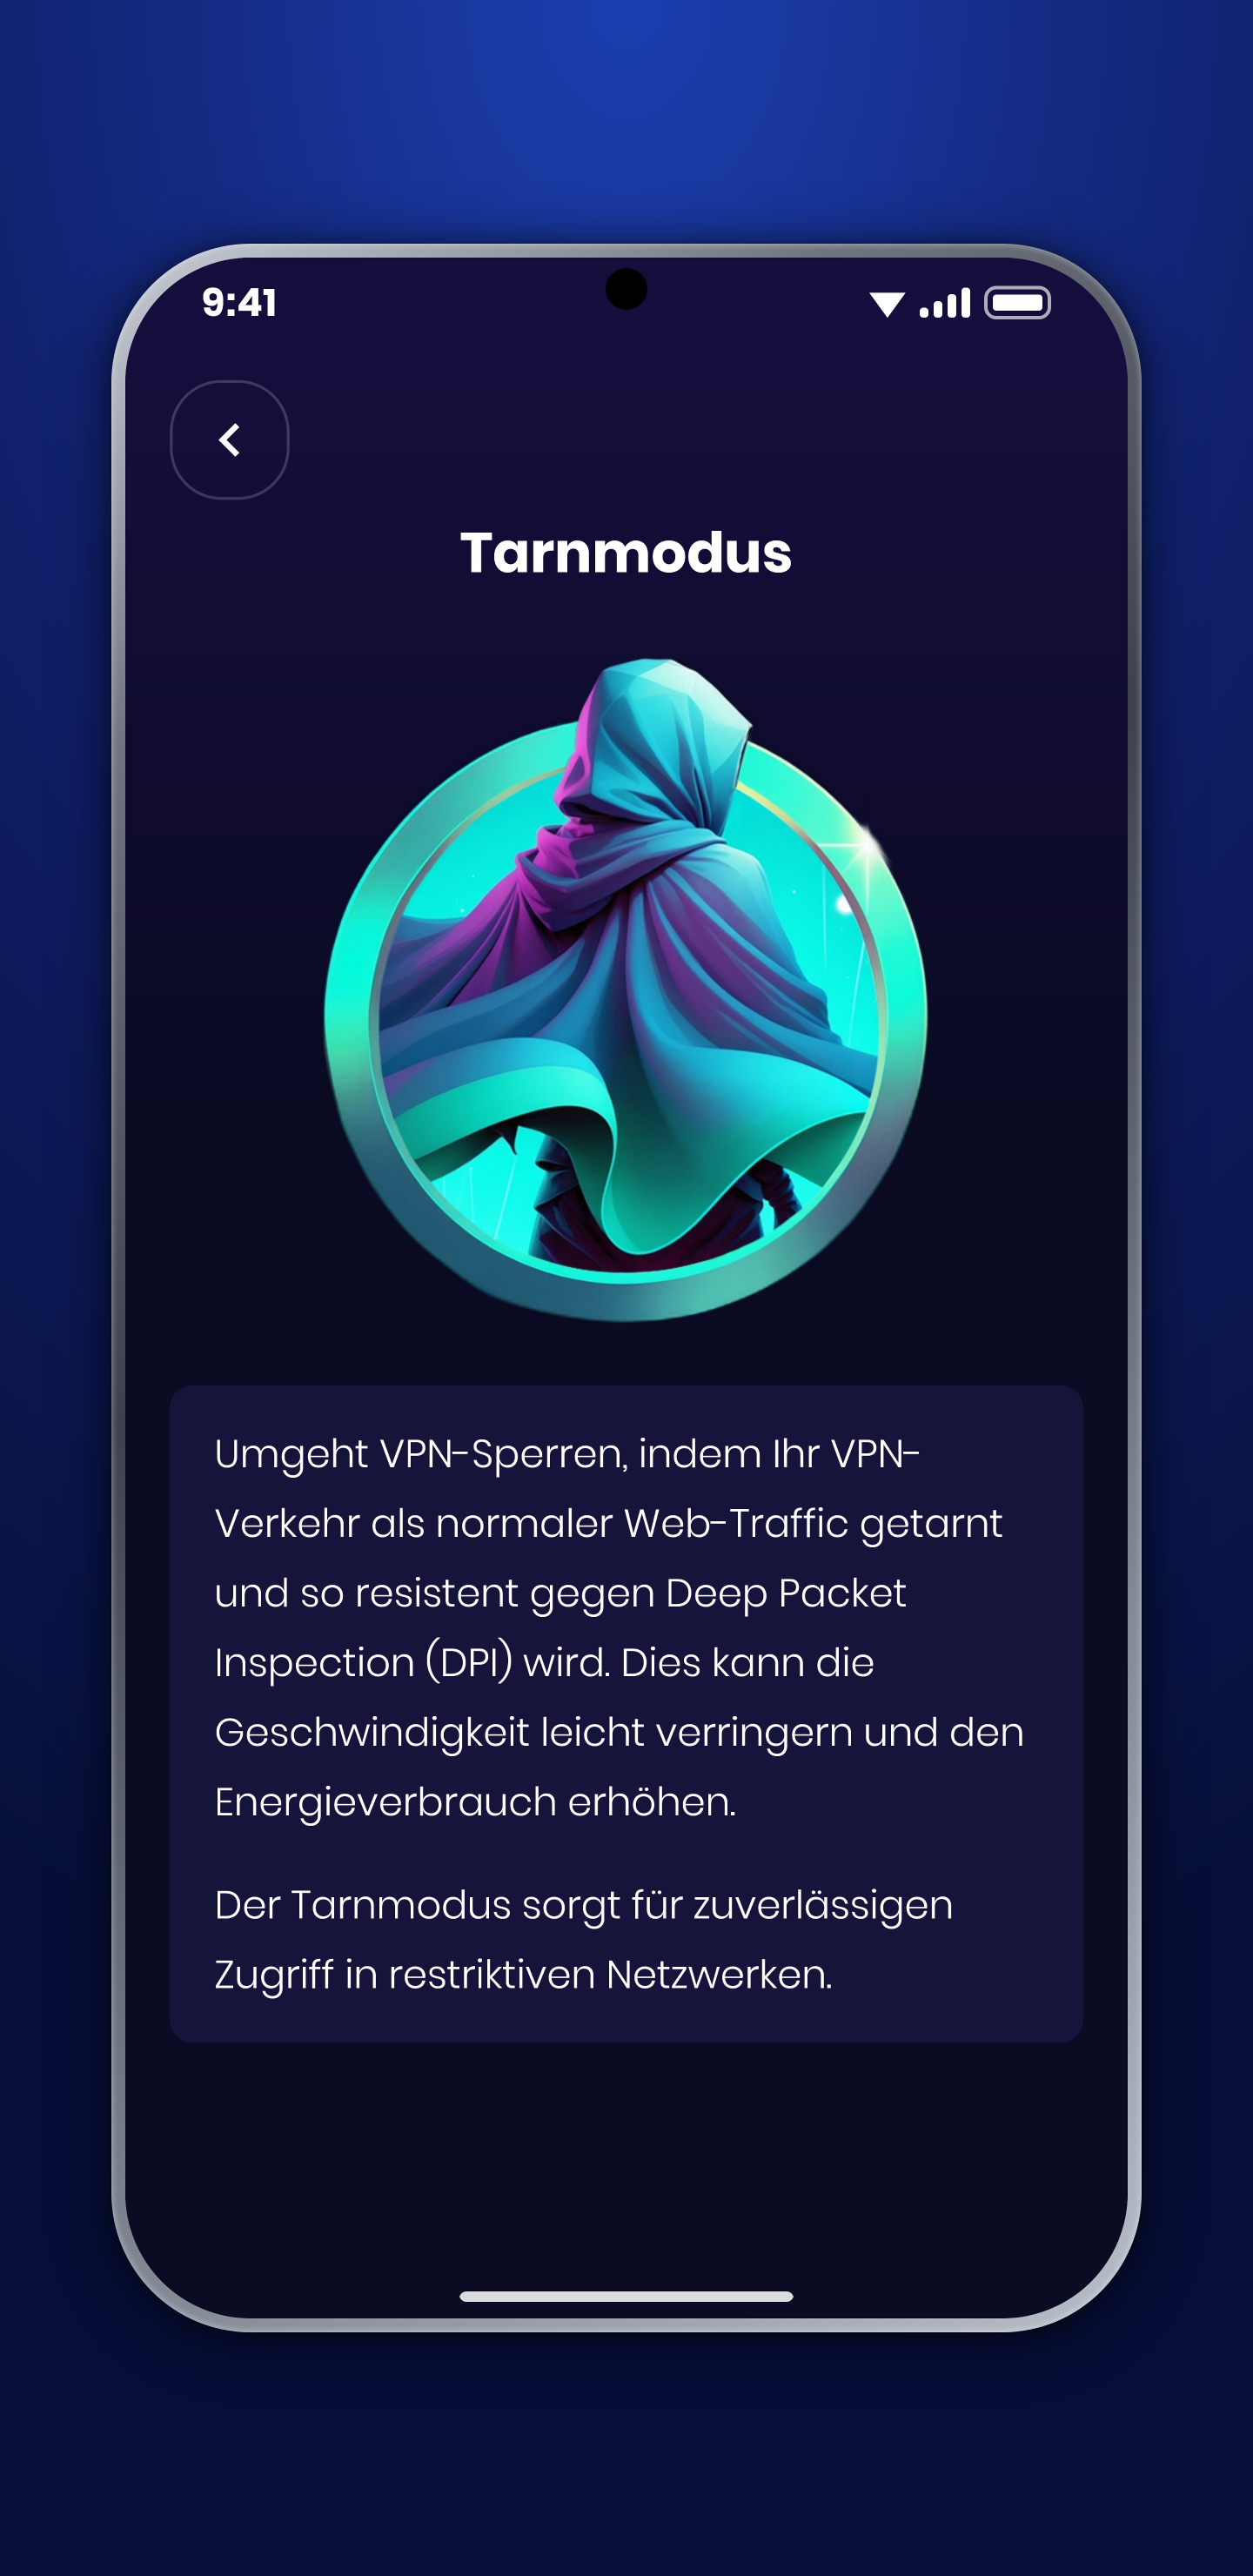 9:41
Tarnmodus
Umgeht VPN-Sperren, indem Ihr VPN-
Verkehr als normaler Web-Traffic getarnt
und so resistent gegen Deep Packet
Inspection (DPI) wird. Dies kann die
Geschwindigkeit leicht verringern und den
Energieverbrauch erhöhen.
Der Tarnmodus sorgt für zuverlässigen
Zugriff in restriktiven Netzwerken.